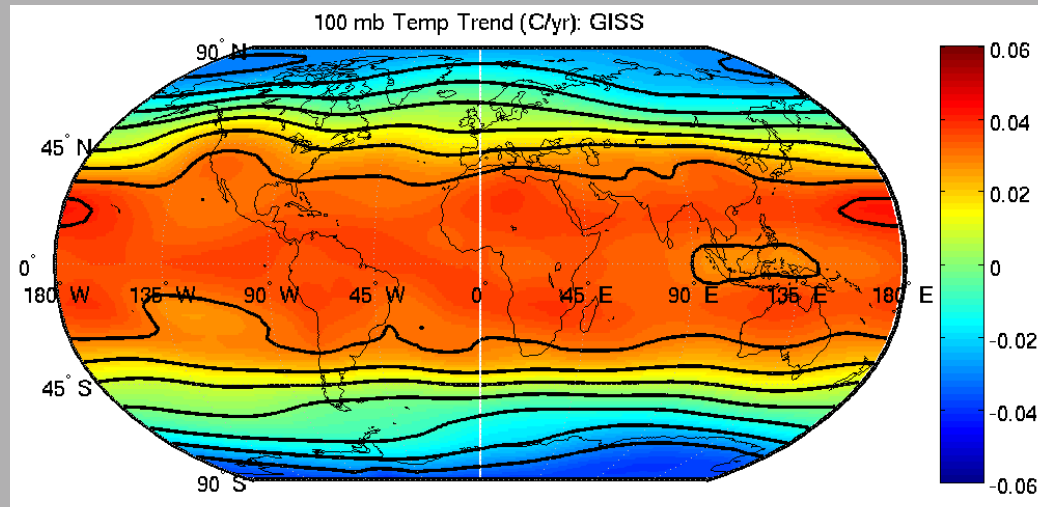 100 mb Temp Trend (C/yr): GISS
90° N
45° N
0°
180° W 135° W 90° W 45° W 0° 45° E 90° E 135° E 180° E
45° S
90° S
0.06
0.04
0.02
0
-0.02
-0.04
-0.06